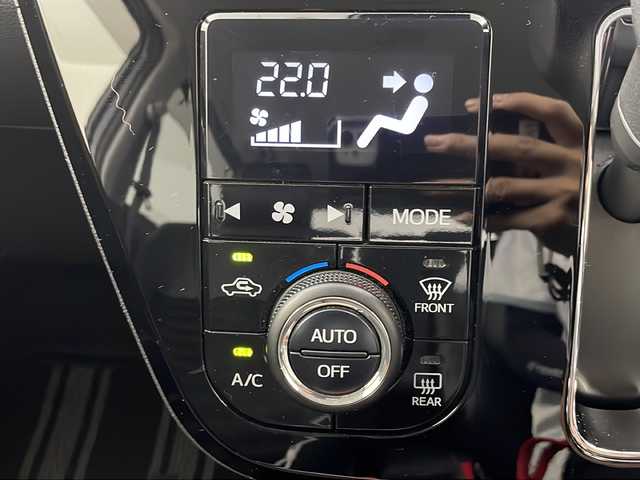 22.0
MODE
FRONT
AUTO
OFF
A/C
REAR